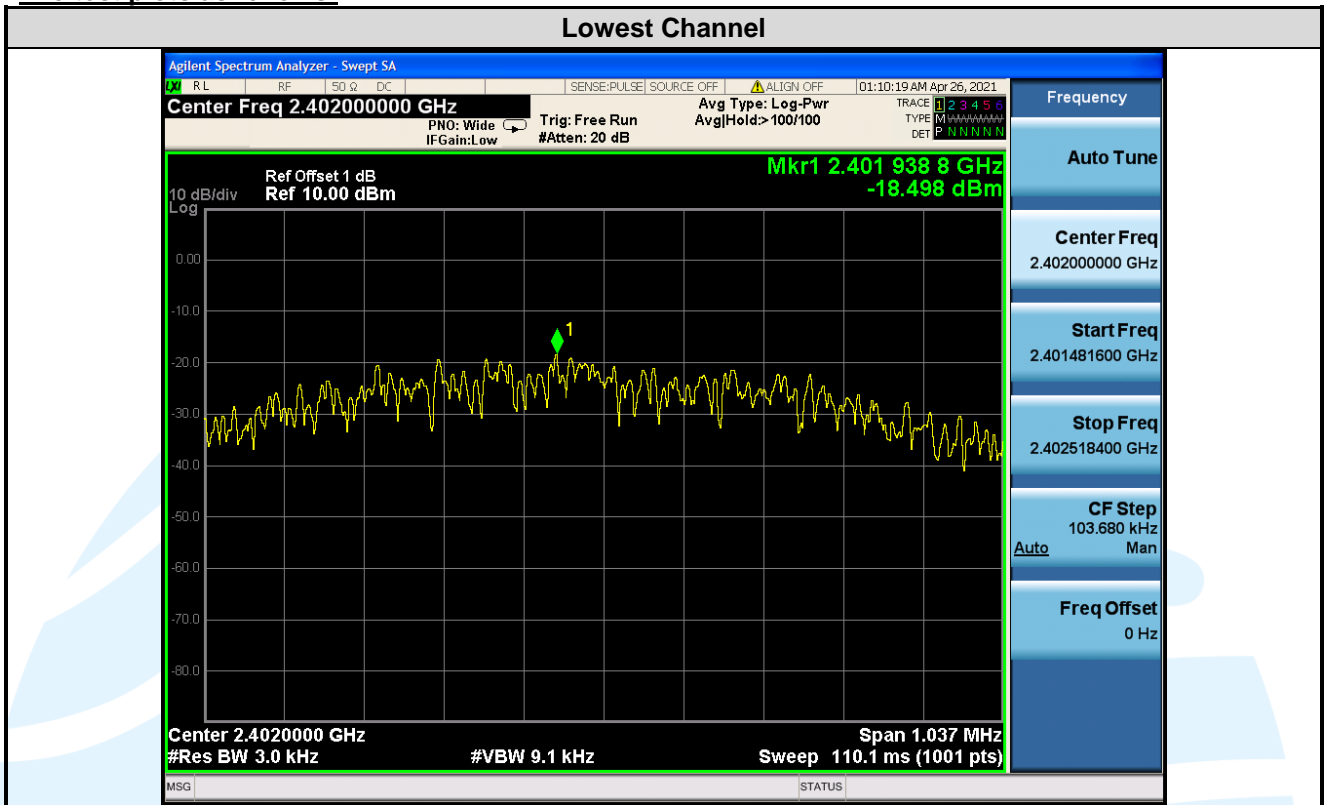 Lowest Channel
Agilent Spectrum Analyzer - Swept SA
LXI RL RF 50 Ω DC SENSE:PULSE SOURCE OFF ALIGN OFF 01:10:19 AM Apr 26, 2021
Center Freq 2.402000000 GHz
PNO: Wide
IFGain:Low
Trig: Free Run
#Atten: 20 dB
Avg Type: Log-Pwr
Avg|Hold:>100/100
TRACE 1 2 3 4 5 6
TYPE M
DET P N N N N N
Ref Offset 1 dB
10 dB/div Ref 10.00 dBm
Log
Mkr1 2.401 938 8 GHz
-18.498 dBm
0.00
-10.0
-20.0
-30.0
-40.0
-50.0
-60.0
-70.0
-80.0
1
Center 2.4020000 GHz Span 1.037 MHz
#Res BW 3.0 kHz #VBW 9.1 kHz Sweep 110.1 ms (1001 pts)
MSG STATUS
Frequency
Auto Tune
Center Freq
2.402000000 GHz
Start Freq
2.401481600 GHz
Stop Freq
2.402518400 GHz
CF Step
103.680 kHz
Auto Man
Freq Offset
0 Hz